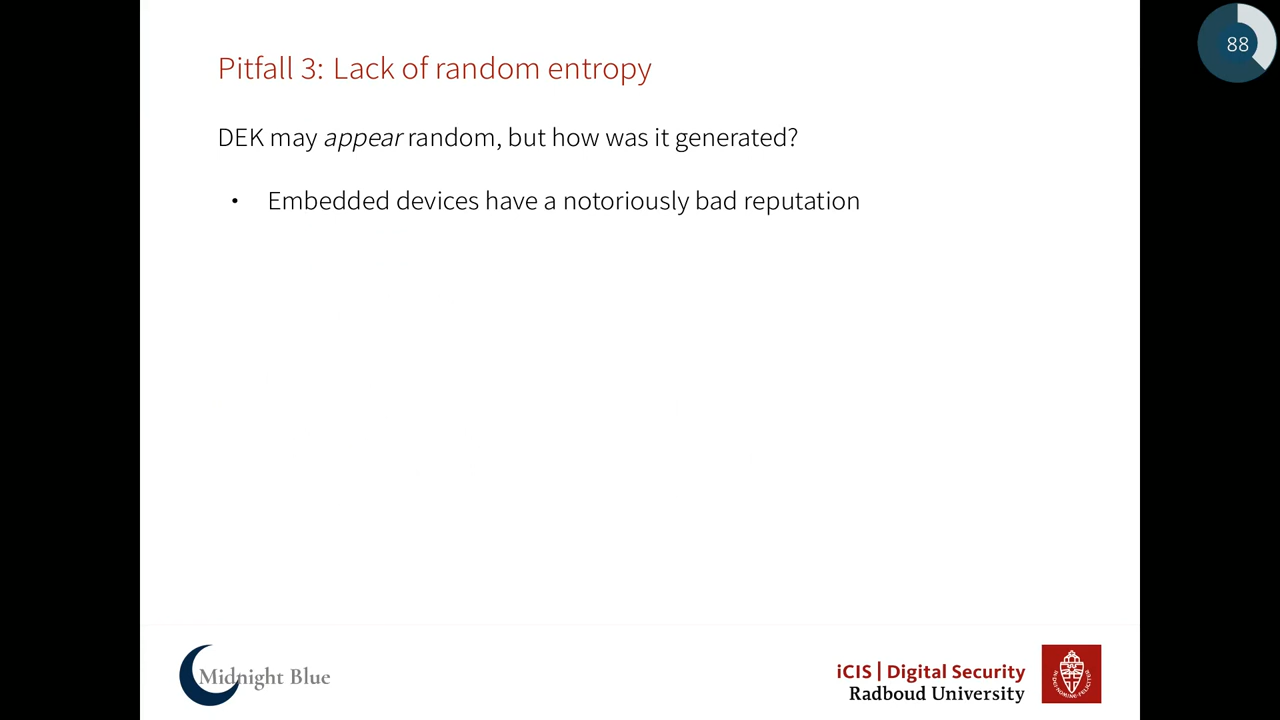 88
Pitfall 3: Lack of random entropy
DEK may appear random, but how was it generated?
• Embedded devices have a notoriously bad reputation
Midnight Blue
iCIS | Digital Security
Radboud University